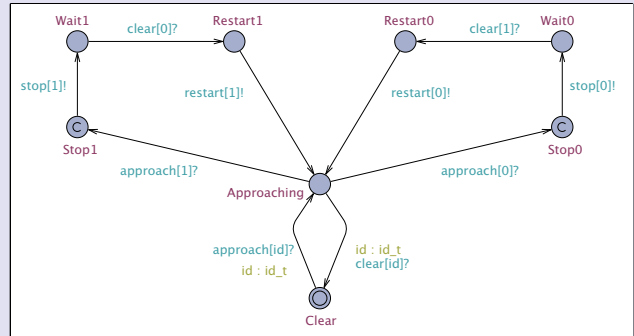 Wait1
Restart1
Restart0
Wait0
clear[0]?
clear[1]?
stop[1]!
restart[1]!
restart[0]!
stop[0]!
C
C
Stop1
Stop0
approach[1]?
approach[0]?
Approaching
approach[id]?
id : id_t
id : id_t
clear[id]?
Clear